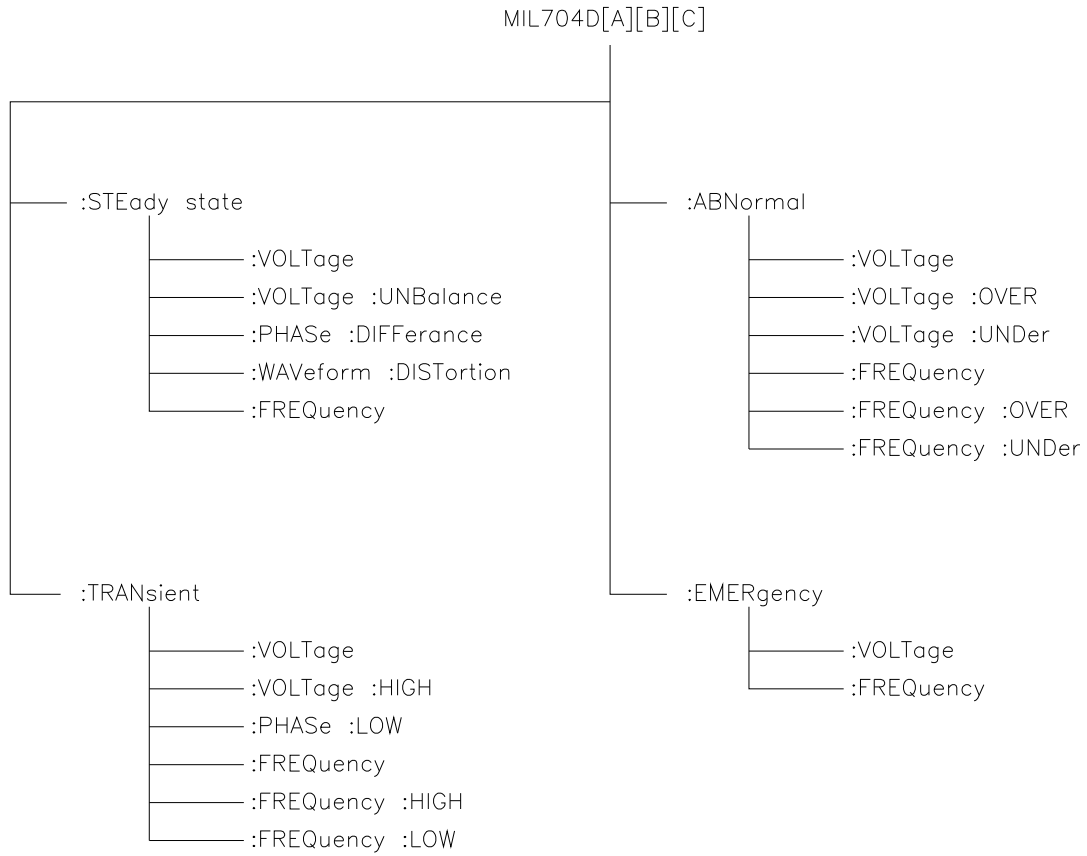 MIL704D[A][B][C]
:STEady state
:VOLTage
:VOLTage :UNBalance
:PHASe :DIFFerance
:WAVeform :DISTortion
:FREQuency
:ABNormal
:VOLTage
:VOLTage :OVER
:VOLTage :UNDer
:FREQuency
:FREQuency :OVER
:FREQuency :UNDer
:TRANsient
:VOLTage
:VOLTage :HIGH
:PHASe :LOW
:FREQuency
:FREQuency :HIGH
:FREQuency :LOW
:EMERgency
:VOLTage
:FREQuency